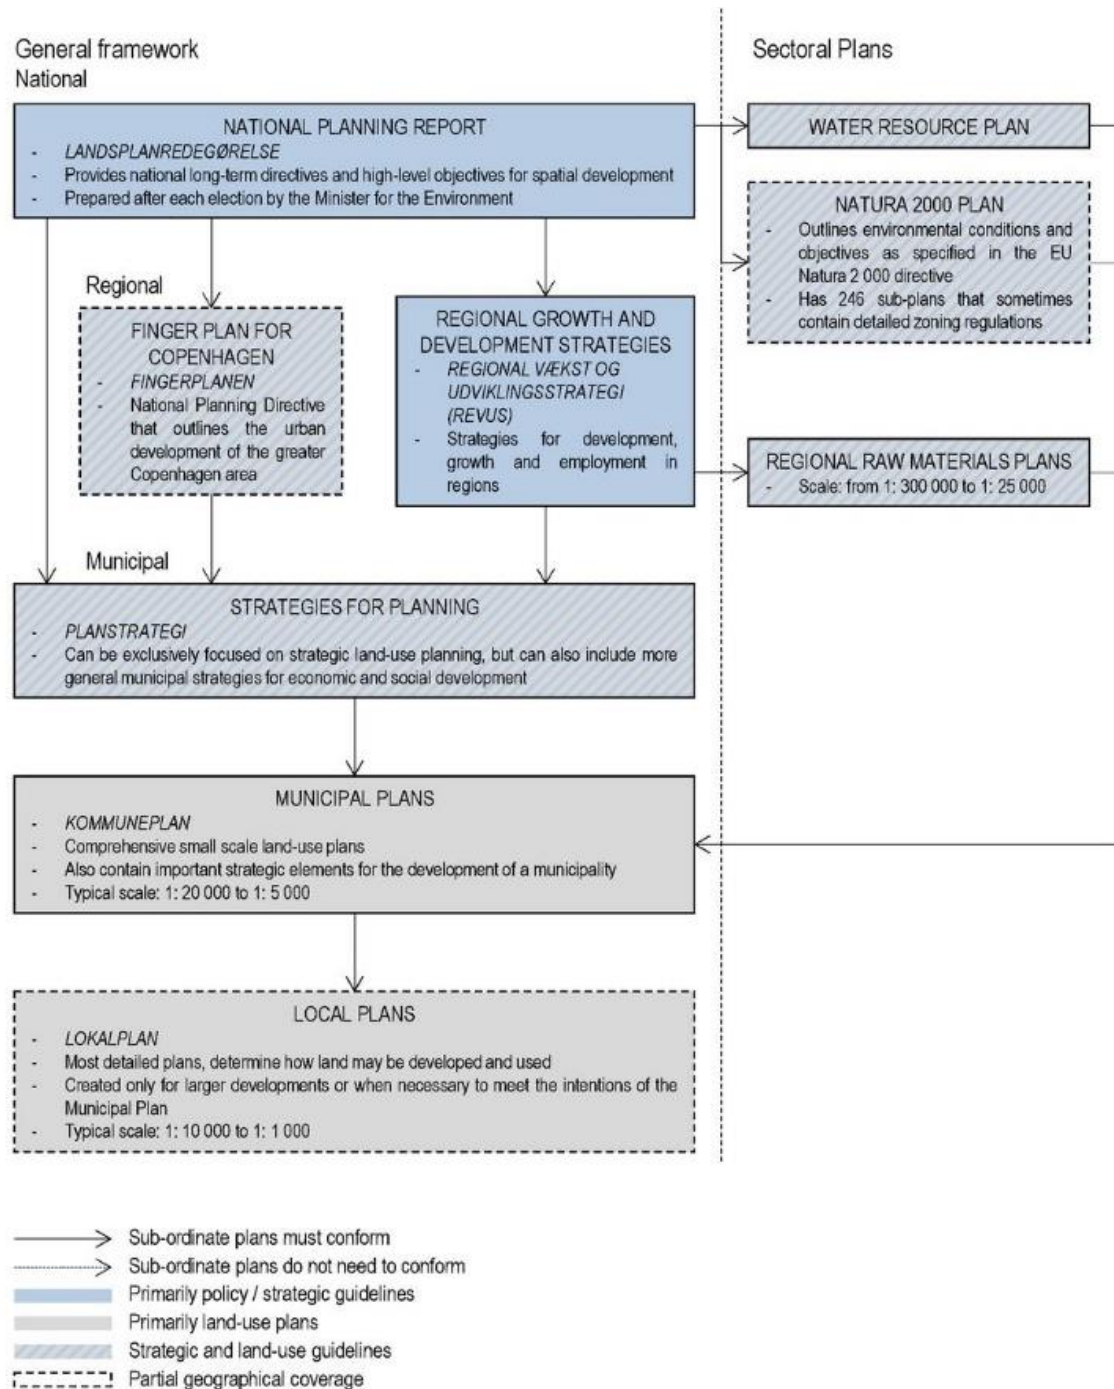 General framework
National
Sectoral Plans
NATIONAL PLANNING REPORT
- LANDSPLANREDEGØRELSE
- Provides national long-term directives and high-level objectives for spatial development
- Prepared after each election by the Minister for the Environment
WATER RESOURCE PLAN
NATURA 2000 PLAN
- Outlines environmental conditions and
objectives as specified in the EU
Natura 2 000 directive
- Has 246 sub-plans that sometimes
contain detailed zoning regulations
Regional
FINGER PLAN FOR
COPENHAGEN
- FINGERPLANEN
- National Planning Directive
that outlines the urban
development of the greater
Copenhagen area
REGIONAL GROWTH AND
DEVELOPMENT STRATEGIES
- REGIONAL VÆKST OG
UDVIKLINGSSTRATEGI
(REVUS)
- Strategies for development,
growth and employment in
regions
REGIONAL RAW MATERIALS PLANS
- Scale: from 1: 300 000 to 1: 25 000
Municipal
STRATEGIES FOR PLANNING
- PLANSTRATEGI
- Can be exclusively focused on strategic land-use planning, but can also include more
general municipal strategies for economic and social development
MUNICIPAL PLANS
- KOMMUNEPLAN
- Comprehensive small scale land-use plans
- Also contain important strategic elements for the development of a municipality
- Typical scale: 1: 20 000 to 1: 5 000
LOCAL PLANS
- LOKALPLAN
- Most detailed plans, determine how land may be developed and used
- Created only for larger developments or when necessary to meet the intentions of the
Municipal Plan
- Typical scale: 1: 10 000 to 1: 1 000
Sub-ordinate plans must conform
Sub-ordinate plans do not need to conform
Primarily policy / strategic guidelines
Primarily land-use plans
Strategic and land-use guidelines
Partial geographical coverage